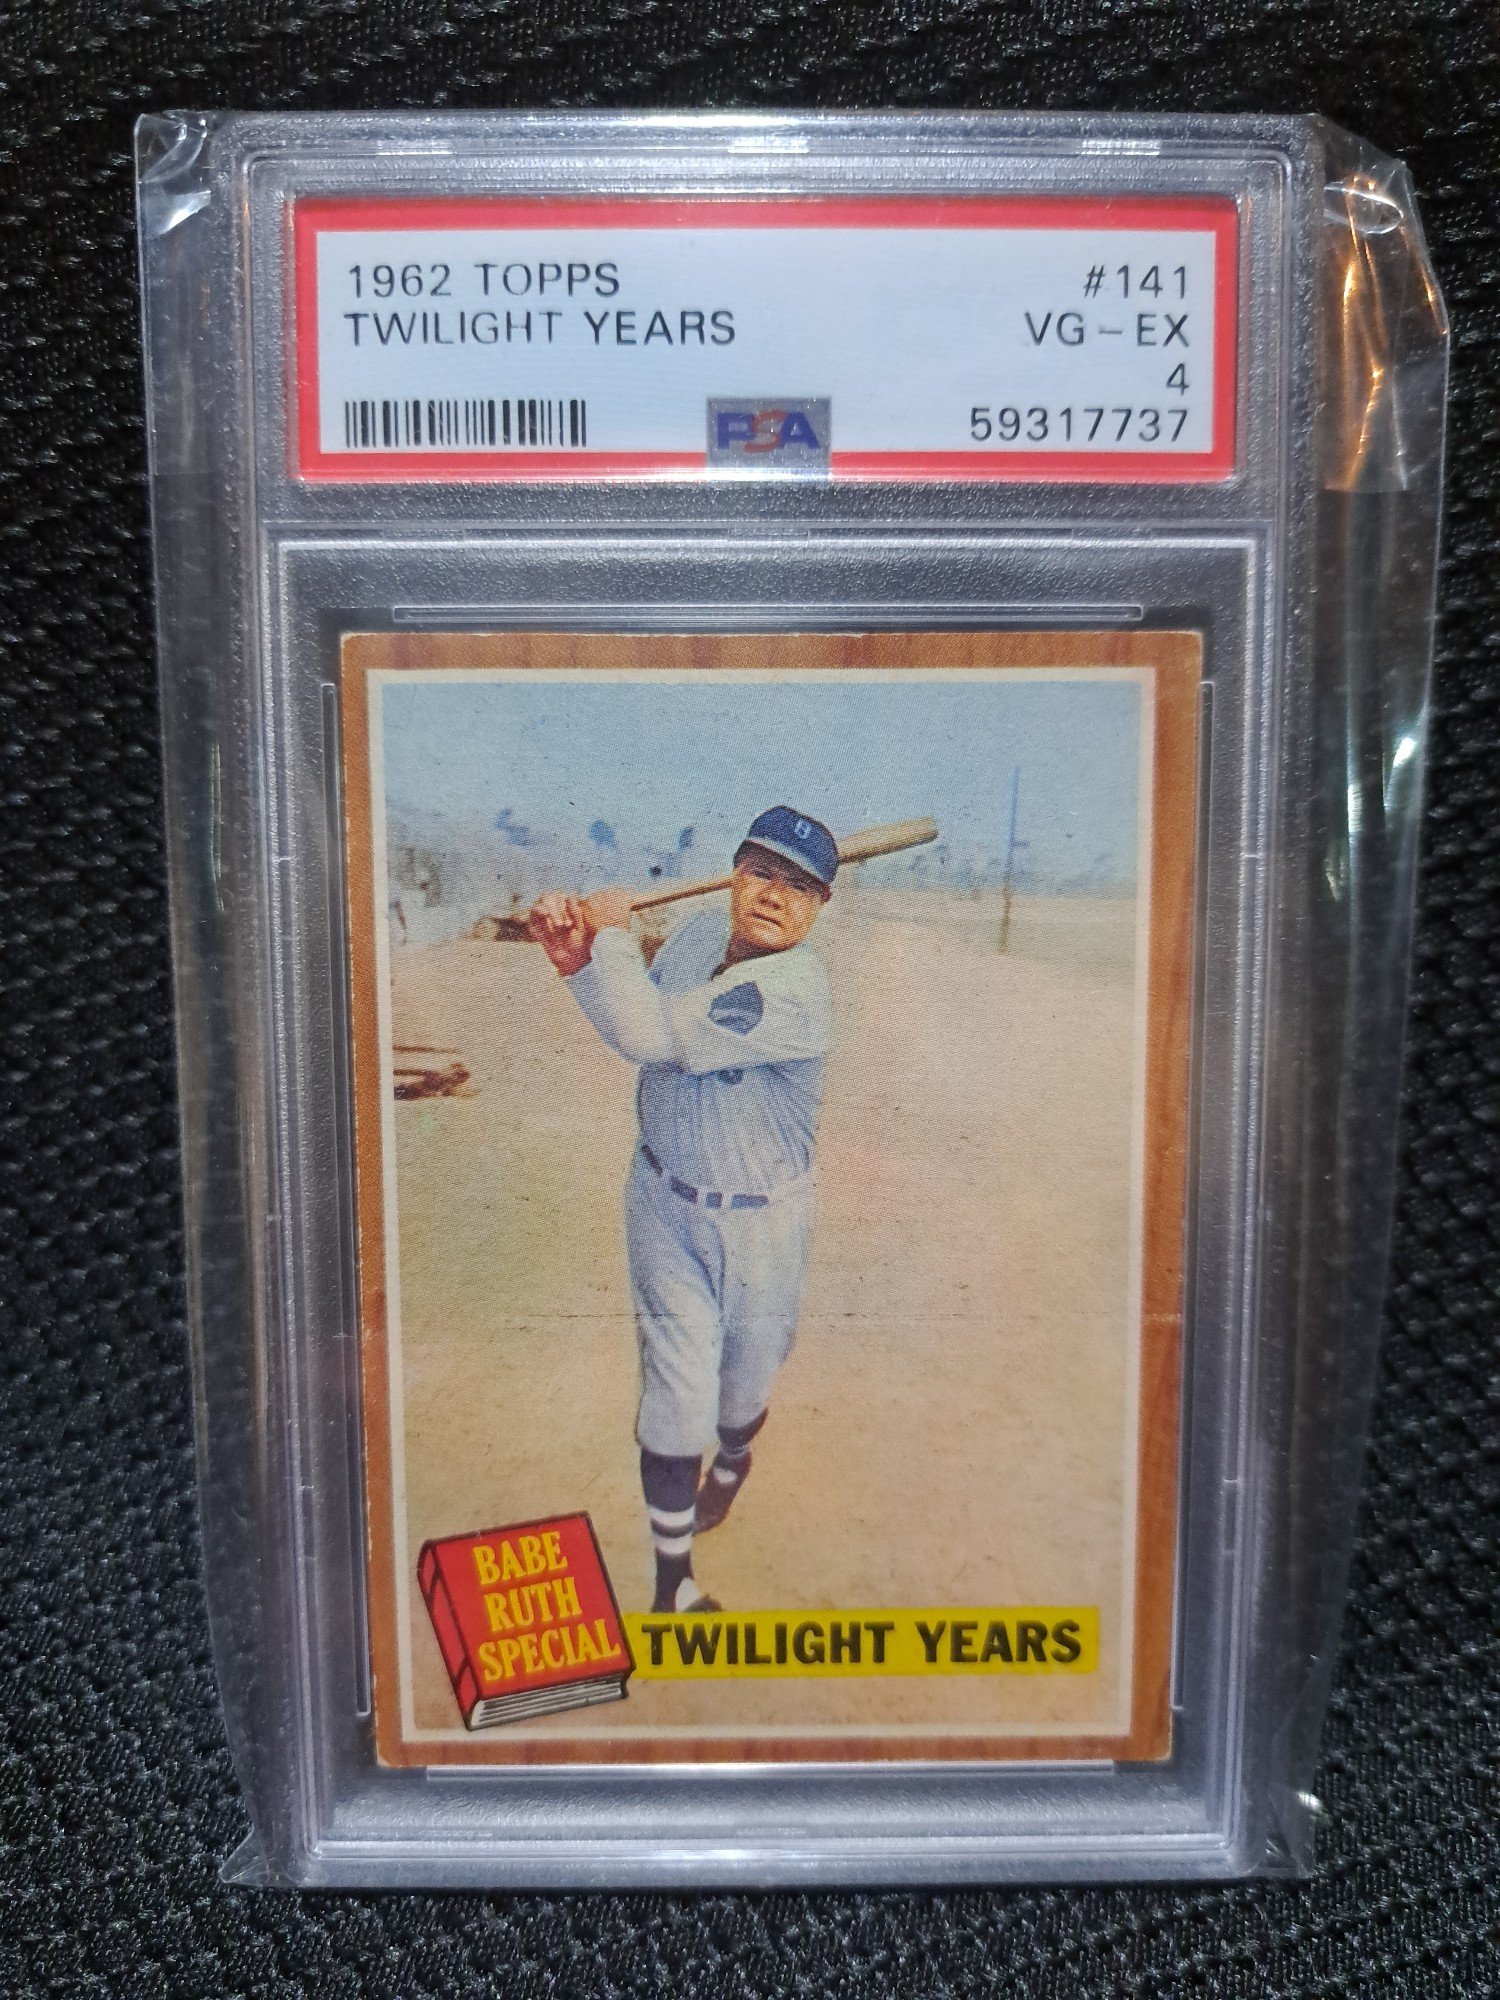 1962 TOPPS #141
TWILIGHT YEARS VG-EX
4
PSA 59317737
B
BABE
RUTH
SPECIAL
TWILIGHT YEARS